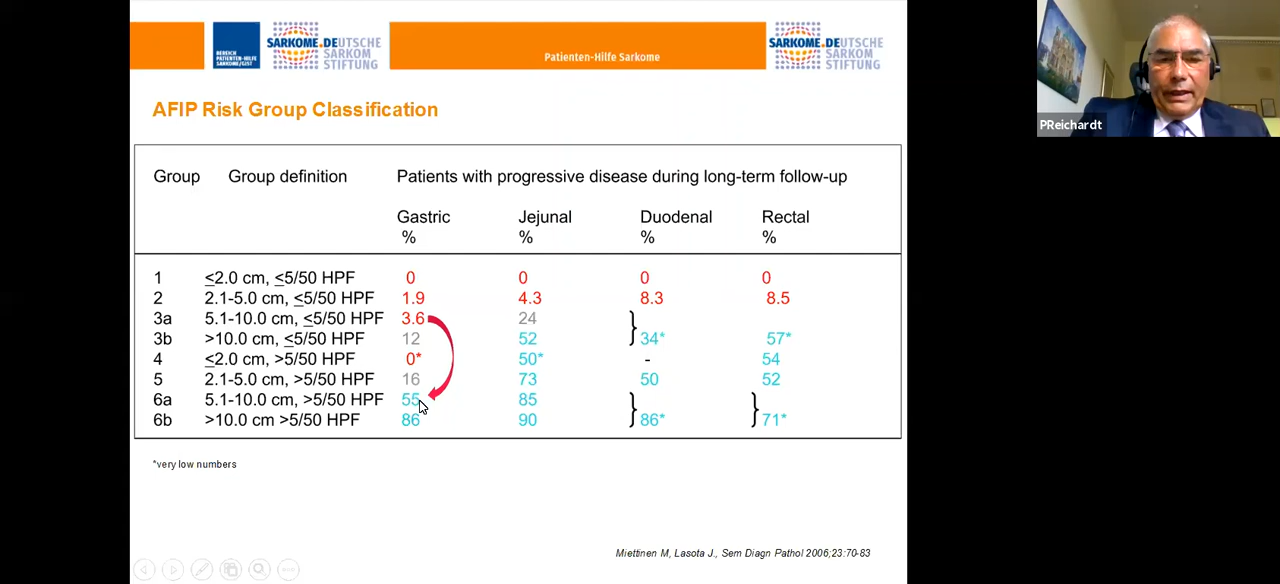 BEREICH
PATIENTEN-HILFE
SARKOME/GIST
SARKOME.DEUTSCHE
SARKOM
STIFTUNG
Patienten-Hilfe Sarkome
SARKOME.DEUTSCHE
SARKOM
STIFTUNG
PReichardt
AFIP Risk Group Classification
Group Group definition Patients with progressive disease during long-term follow-up
Gastric Jejunal Duodenal Rectal
% % % %
1 ≤2.0 cm, ≤5/50 HPF 0 0 0 0
2 2.1-5.0 cm, ≤5/50 HPF 1.9 4.3 8.3 8.5
3a 5.1-10.0 cm, ≤5/50 HPF 3.6 24 }
3b >10.0 cm, ≤5/50 HPF 12 52 34* 57*
4 ≤2.0 cm, >5/50 HPF 0* 50* - 54
5 2.1-5.0 cm, >5/50 HPF 16 73 50 52
6a 5.1-10.0 cm, >5/50 HPF 55 85 } }
6b >10.0 cm >5/50 HPF 86 90 86* 71*
*very low numbers
Miettinen M, Lasota J., Sem Diagn Pathol 2006;23:70-83